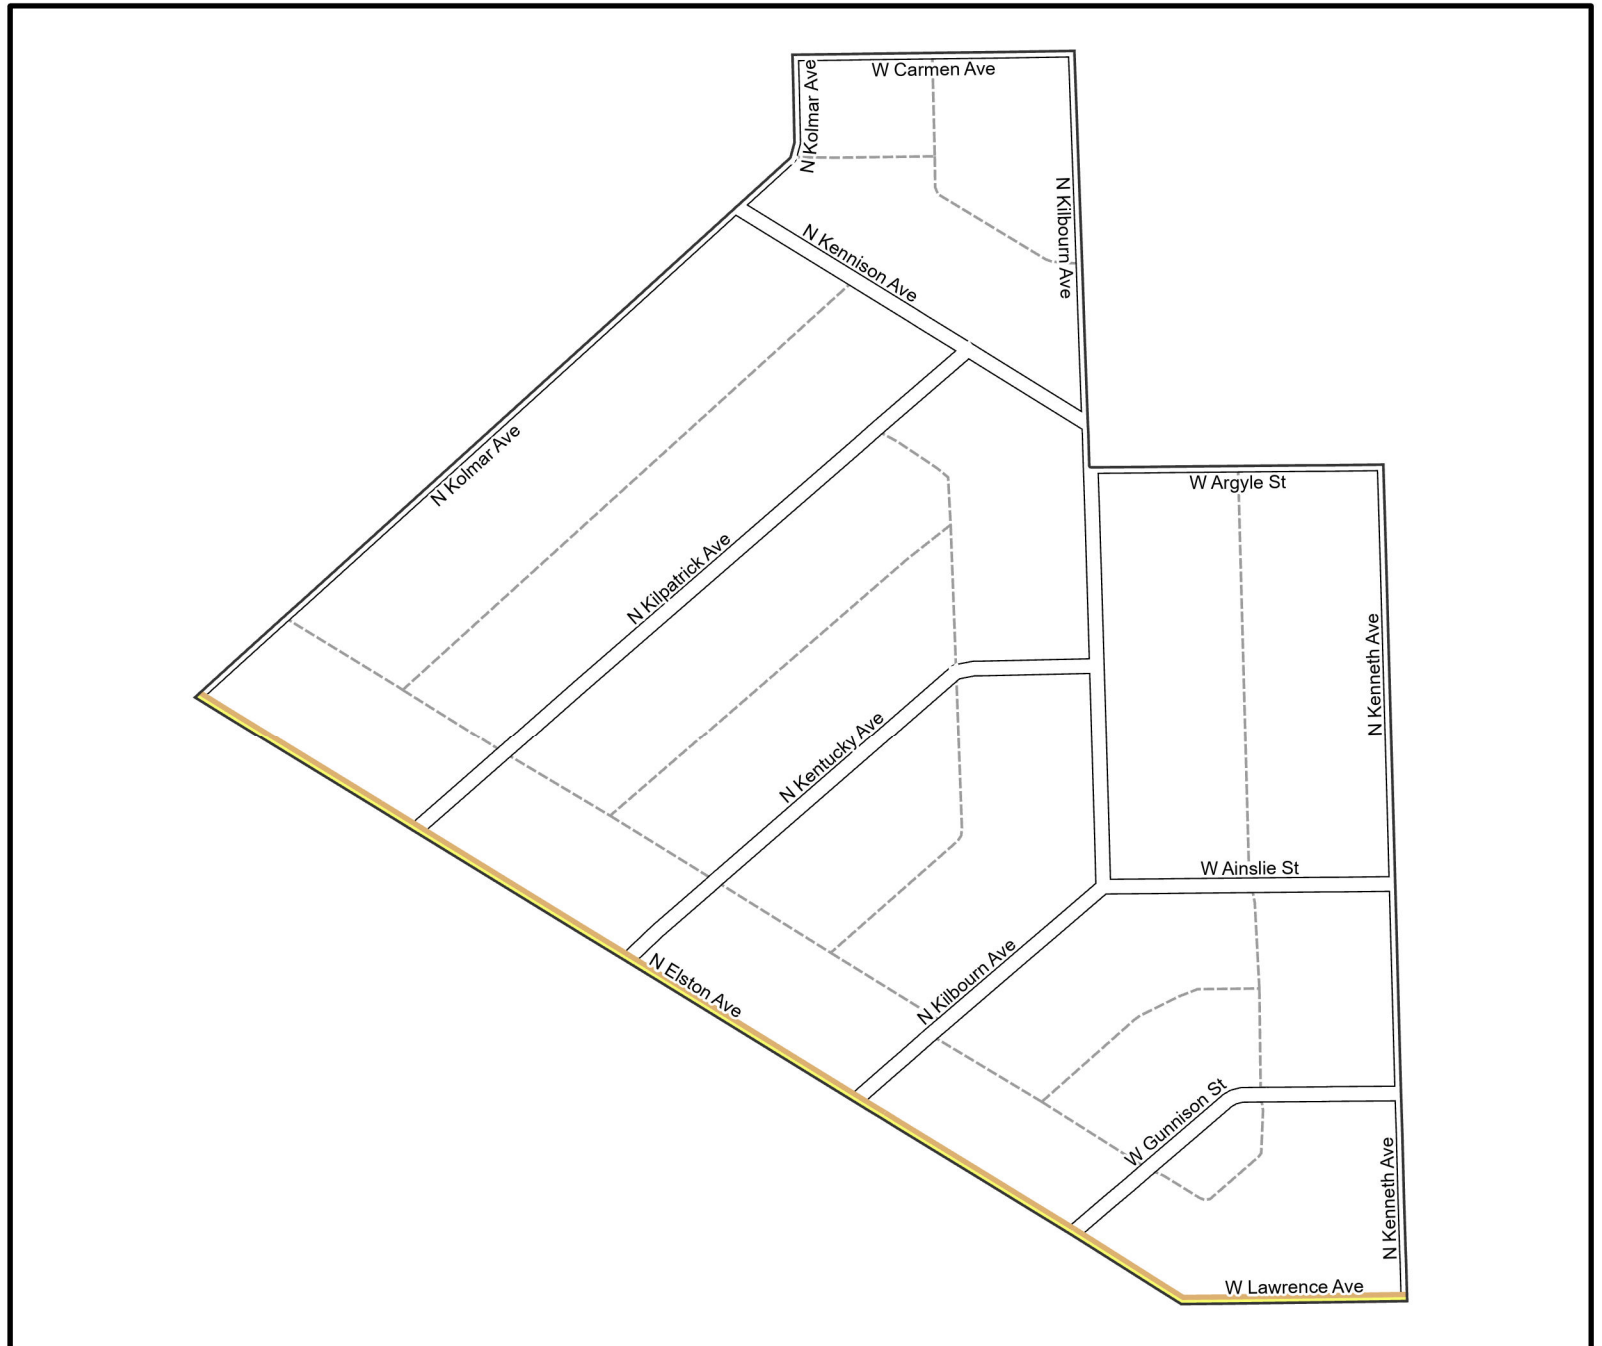 W Carmen Ave
N Kolmar Ave
N Kilbourn Ave
N Kennison Ave
N Kolmar Ave
W Argyle St
N Kilpatrick Ave
N Kenneth Ave
N Kentucky Ave
W Ainslie St
N Kilbourn Ave
N Elston Ave
W Gunnison St
N Kenneth Ave
W Lawrence Ave